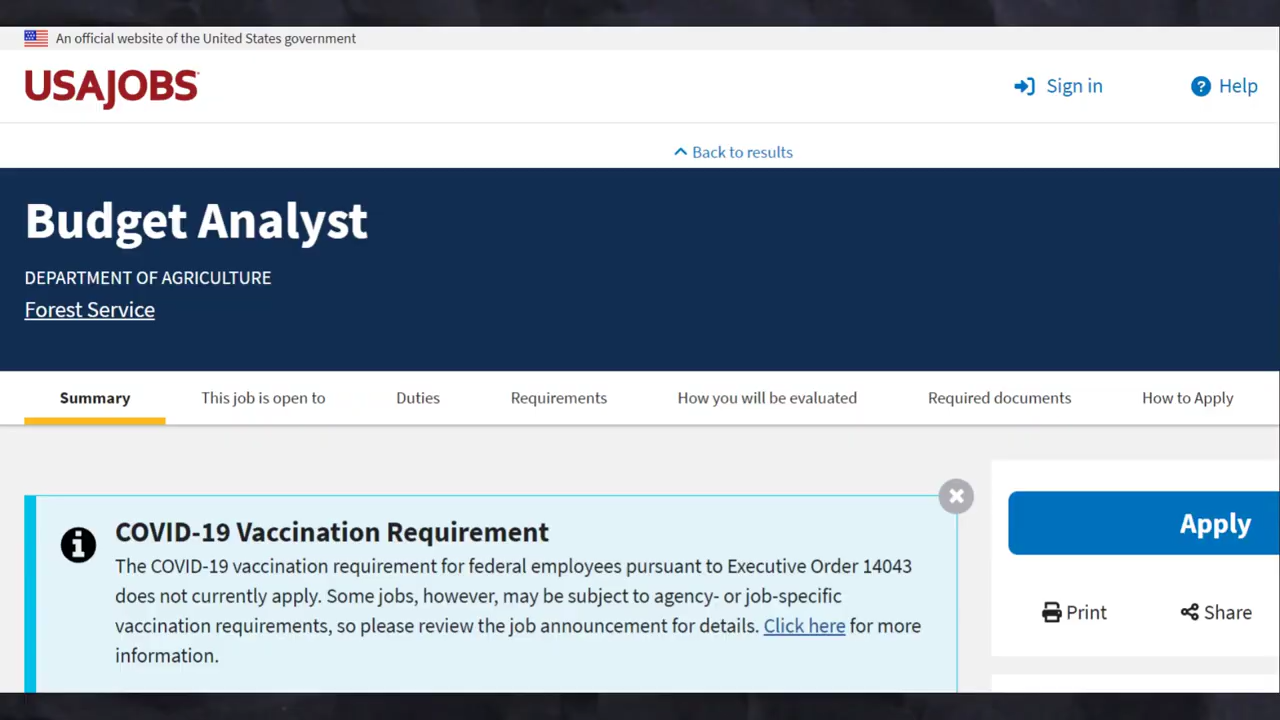 An official website of the United States government
USAJOBS
Sign in
Help
Back to results
Budget Analyst
DEPARTMENT OF AGRICULTURE
Forest Service
Summary
This job is open to
Duties
Requirements
How you will be evaluated
Required documents
How to Apply
COVID-19 Vaccination Requirement
The COVID-19 vaccination requirement for federal employees pursuant to Executive Order 14043
does not currently apply. Some jobs, however, may be subject to agency- or job-specific
vaccination requirements, so please review the job announcement for details. Click here for more
information.
Apply
Print
Share